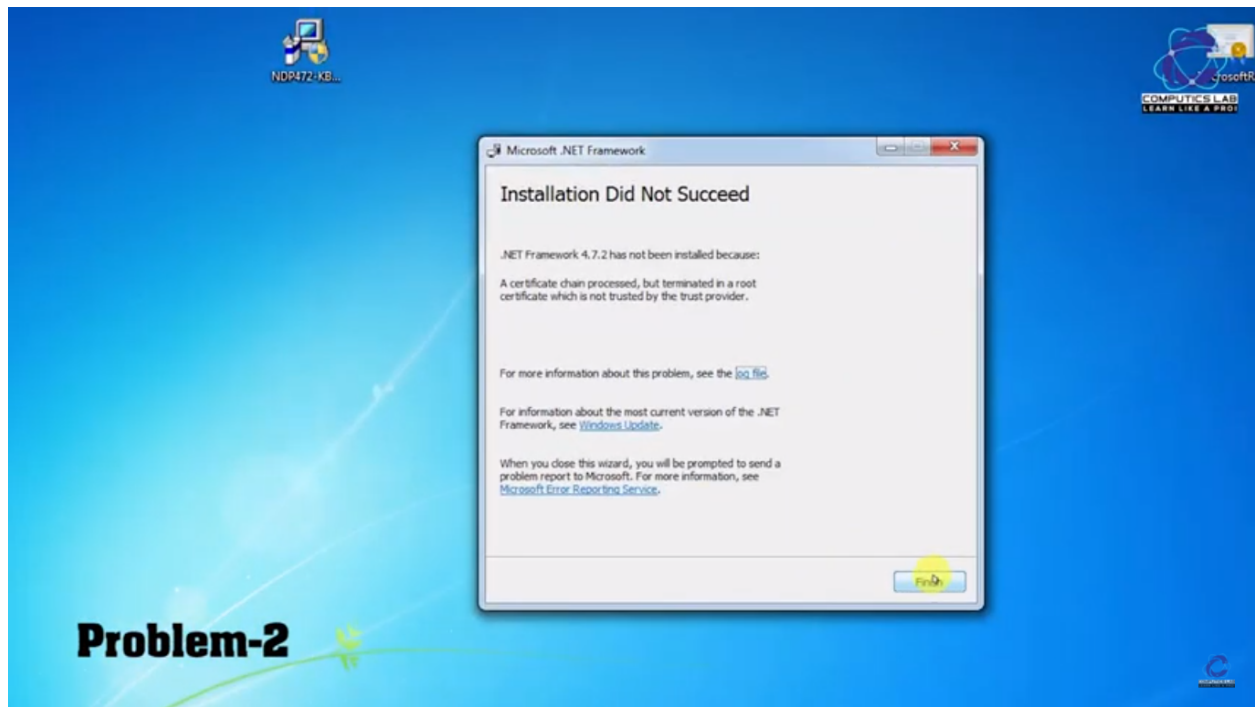 NDP472-KB...
COMPUTICS LAB
LEARN LIKE A PRO!
Microsoft .NET Framework
Installation Did Not Succeed
.NET Framework 4.7.2 has not been installed because:
A certificate chain processed, but terminated in a root
certificate which is not trusted by the trust provider.
For more information about this problem, see the log file.
For information about the most current version of the .NET
Framework, see Windows Update.
When you close this wizard, you will be prompted to send a
problem report to Microsoft. For more information, see
Microsoft Error Reporting Service.
Finish
Problem-2